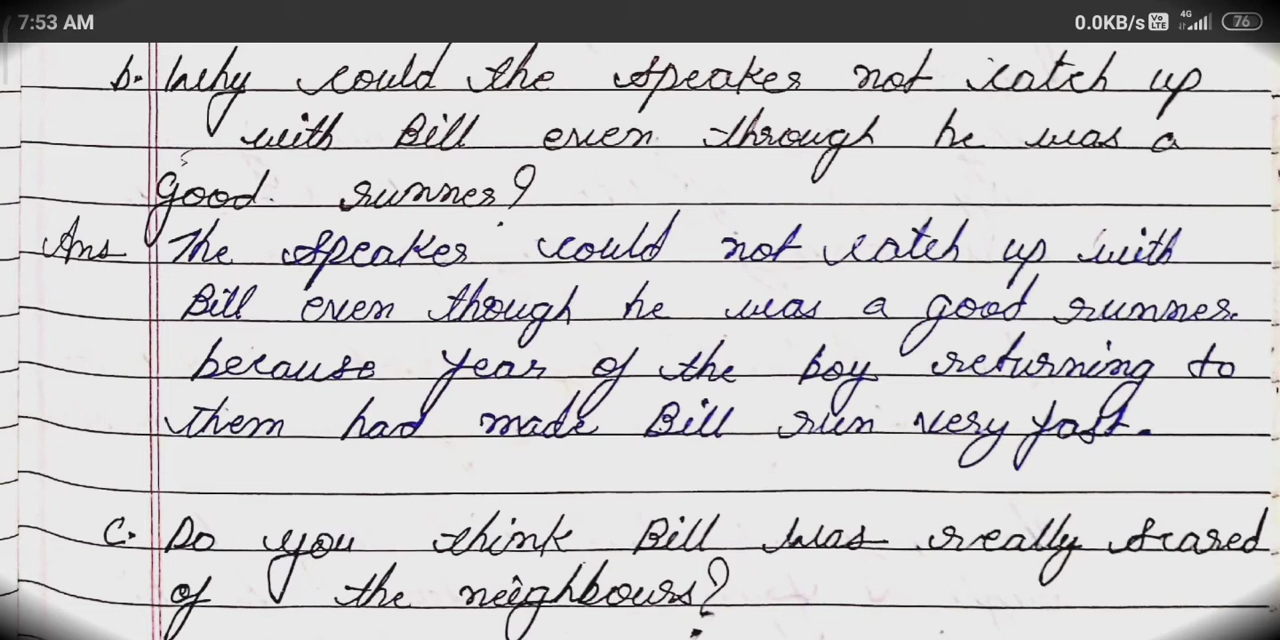 7:53 AM 0.0KB/s Vo LTE 4G 76
b. Why could the speaker not catch up
with Bill even through he was a
good runner?
Ans The speaker could not catch up with
Bill even though he was a good runner.
because fear of the boy returning to
them had made Bill run very fast.
C. Do you think Bill was really scared
of the neighbours?